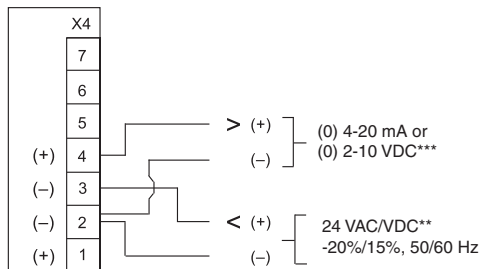 X4
7
6
5
(+) 4 > (+) (0) 4-20 mA or
(–) (0) 2-10 VDC***
(–) 3
(–) 2 < (+) 24 VAC/VDC**
(+) 1 (–) -20%/15%, 50/60 Hz